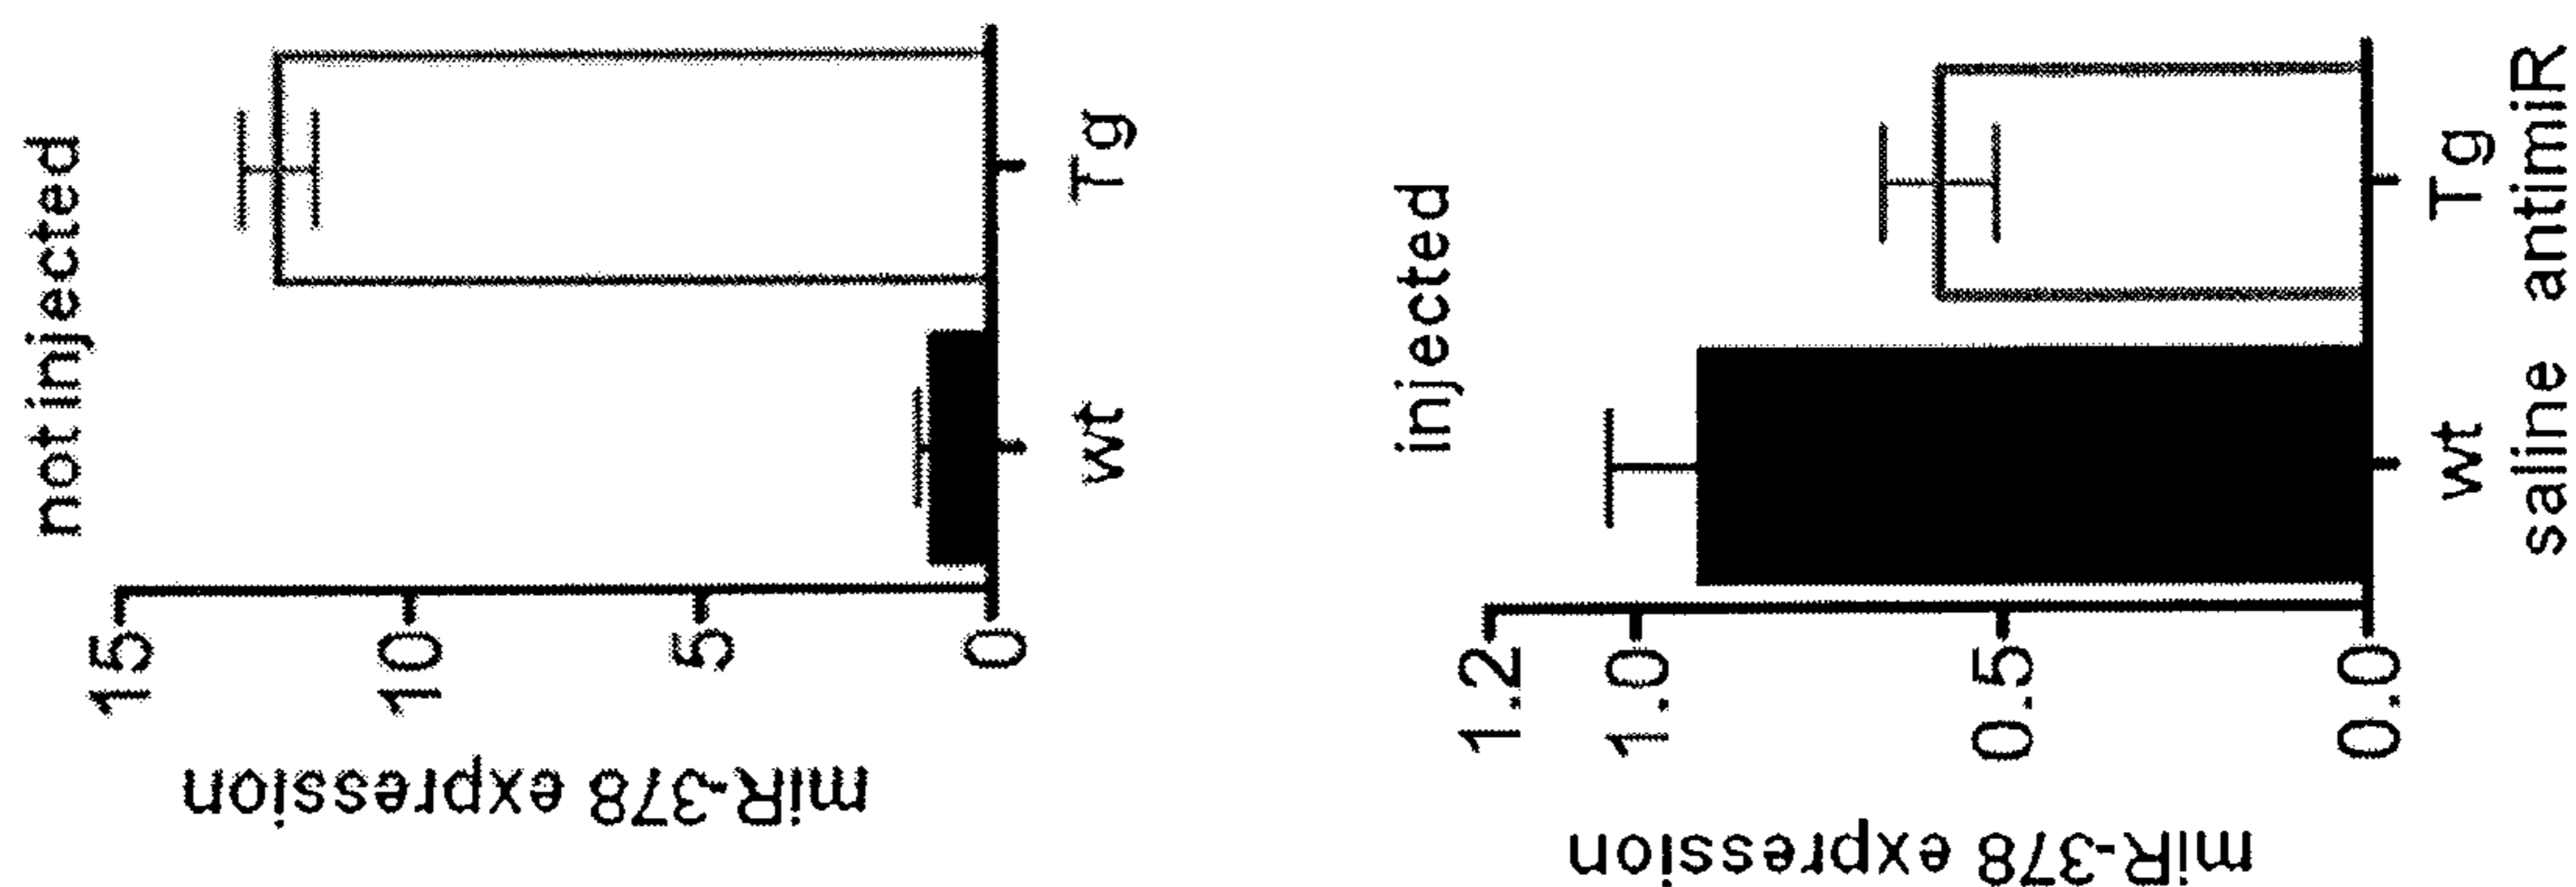 not injected
miR-378 expression
15
10
5
0
wt Tg
injected
miR-378 expression
1.2
1.0
0.5
0.0
wt Tg
saline antimiR